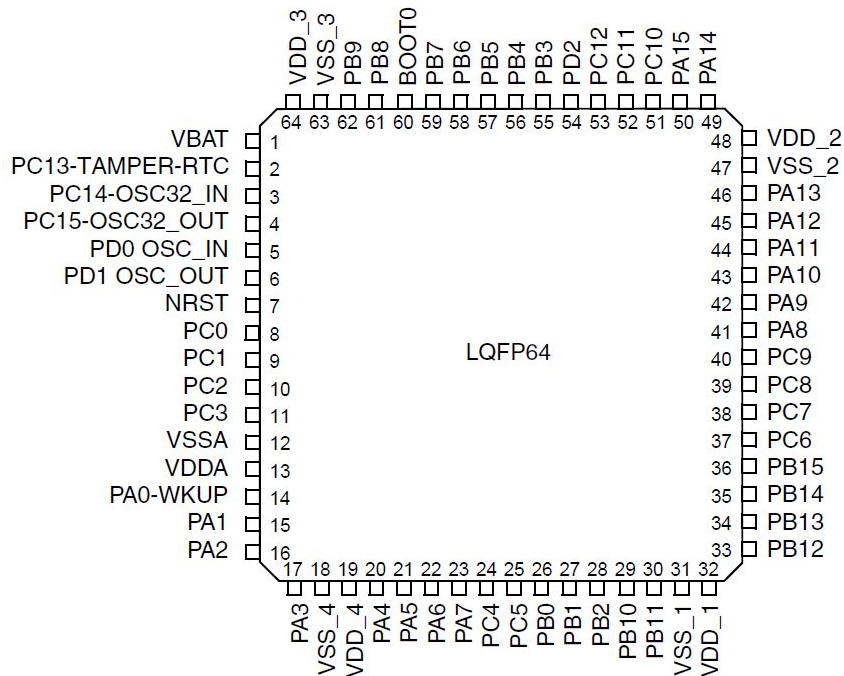 VDD_3 VSS_3 PB9 PB8 BOOT0 PB7 PB6 PB5 PB4 PB3 PD2 PC12 PC11 PC10 PA15 PA14
64 63 62 61 60 59 58 57 56 55 54 53 52 51 50 49
VBAT 1 48 VDD_2
PC13-TAMPER-RTC 2 47 VSS_2
PC14-OSC32_IN 3 46 PA13
PC15-OSC32_OUT 4 45 PA12
PD0 OSC_IN 5 44 PA11
PD1 OSC_OUT 6 43 PA10
NRST 7 42 PA9
PC0 8 41 PA8
LQFP64
PC1 9 40 PC9
PC2 10 39 PC8
PC3 11 38 PC7
VSSA 12 37 PC6
VDDA 13 36 PB15
PA0-WKUP 14 35 PB14
PA1 15 34 PB13
PA2 16 33 PB12
17 18 19 20 21 22 23 24 25 26 27 28 29 30 31 32
PA3 VSS_4 VDD_4 PA4 PA5 PA6 PA7 PC4 PC5 PB0 PB1 PB2 PB10 PB11 VSS_1 VDD_1